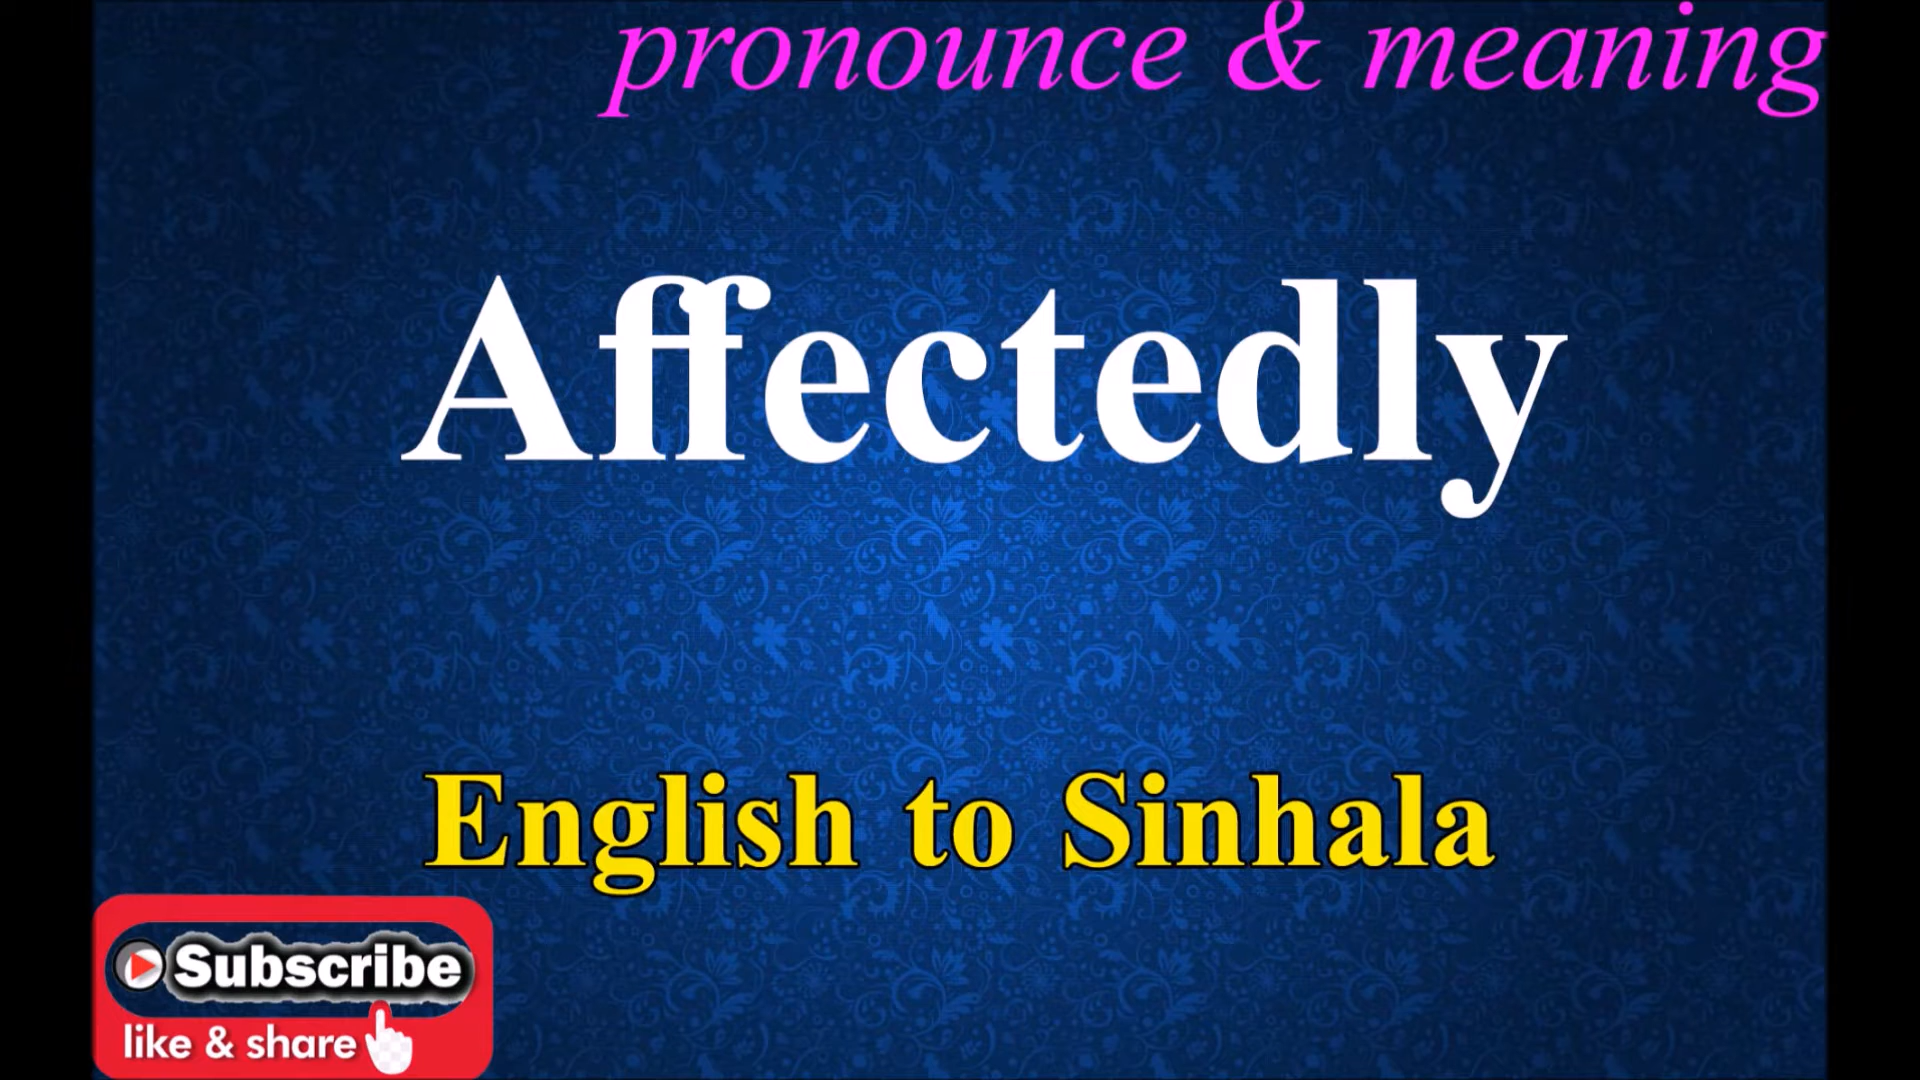 pronounce & meaning
Affectedly
English to Sinhala
Subscribe
like & share